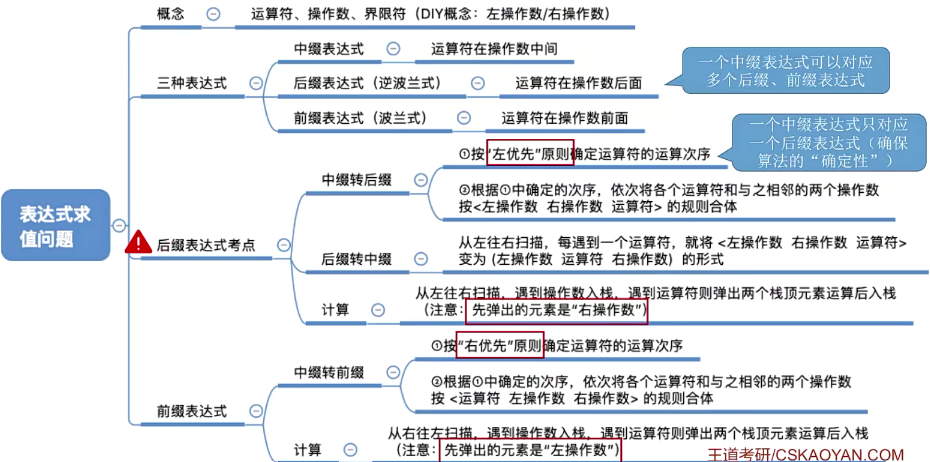 概念
运算符、操作数、界限符（DIY概念：左操作数/右操作数）
中缀表达式
运算符在操作数中间
三种表达式
后缀表达式（逆波兰式）
运算符在操作数后面
一个中缀表达式可以对应
多个后缀、前缀表达式
前缀表达式（波兰式）
运算符在操作数前面
一个中缀表达式只对应
一个后缀表达式（确保
算法的“确定性”）
表达式求
值问题
后缀表达式考点
中缀转后缀
①按“左优先”原则确定运算符的运算次序
②根据①中确定的次序，依次将各个运算符和与之相邻的两个操作数
按<左操作数 右操作数 运算符> 的规则合体
后缀转中缀
从左往右扫描，每遇到一个运算符，就将 <左操作数 右操作数 运算符>
变为 (左操作数 运算符 右操作数) 的形式
计算
从左往右扫描，遇到操作数入栈，遇到运算符则弹出两个栈顶元素运算后入栈
（注意：先弹出的元素是“右操作数”）
前缀表达式
中缀转前缀
①按“右优先”原则确定运算符的运算次序
②根据①中确定的次序，依次将各个运算符和与之相邻的两个操作数
按 <运算符 左操作数 右操作数> 的规则合体
计算
从右往左扫描，遇到操作数入栈，遇到运算符则弹出两个栈顶元素运算后入栈
（注意：先弹出的元素是“左操作数”）
王道考研/CSKAOYAN.COM